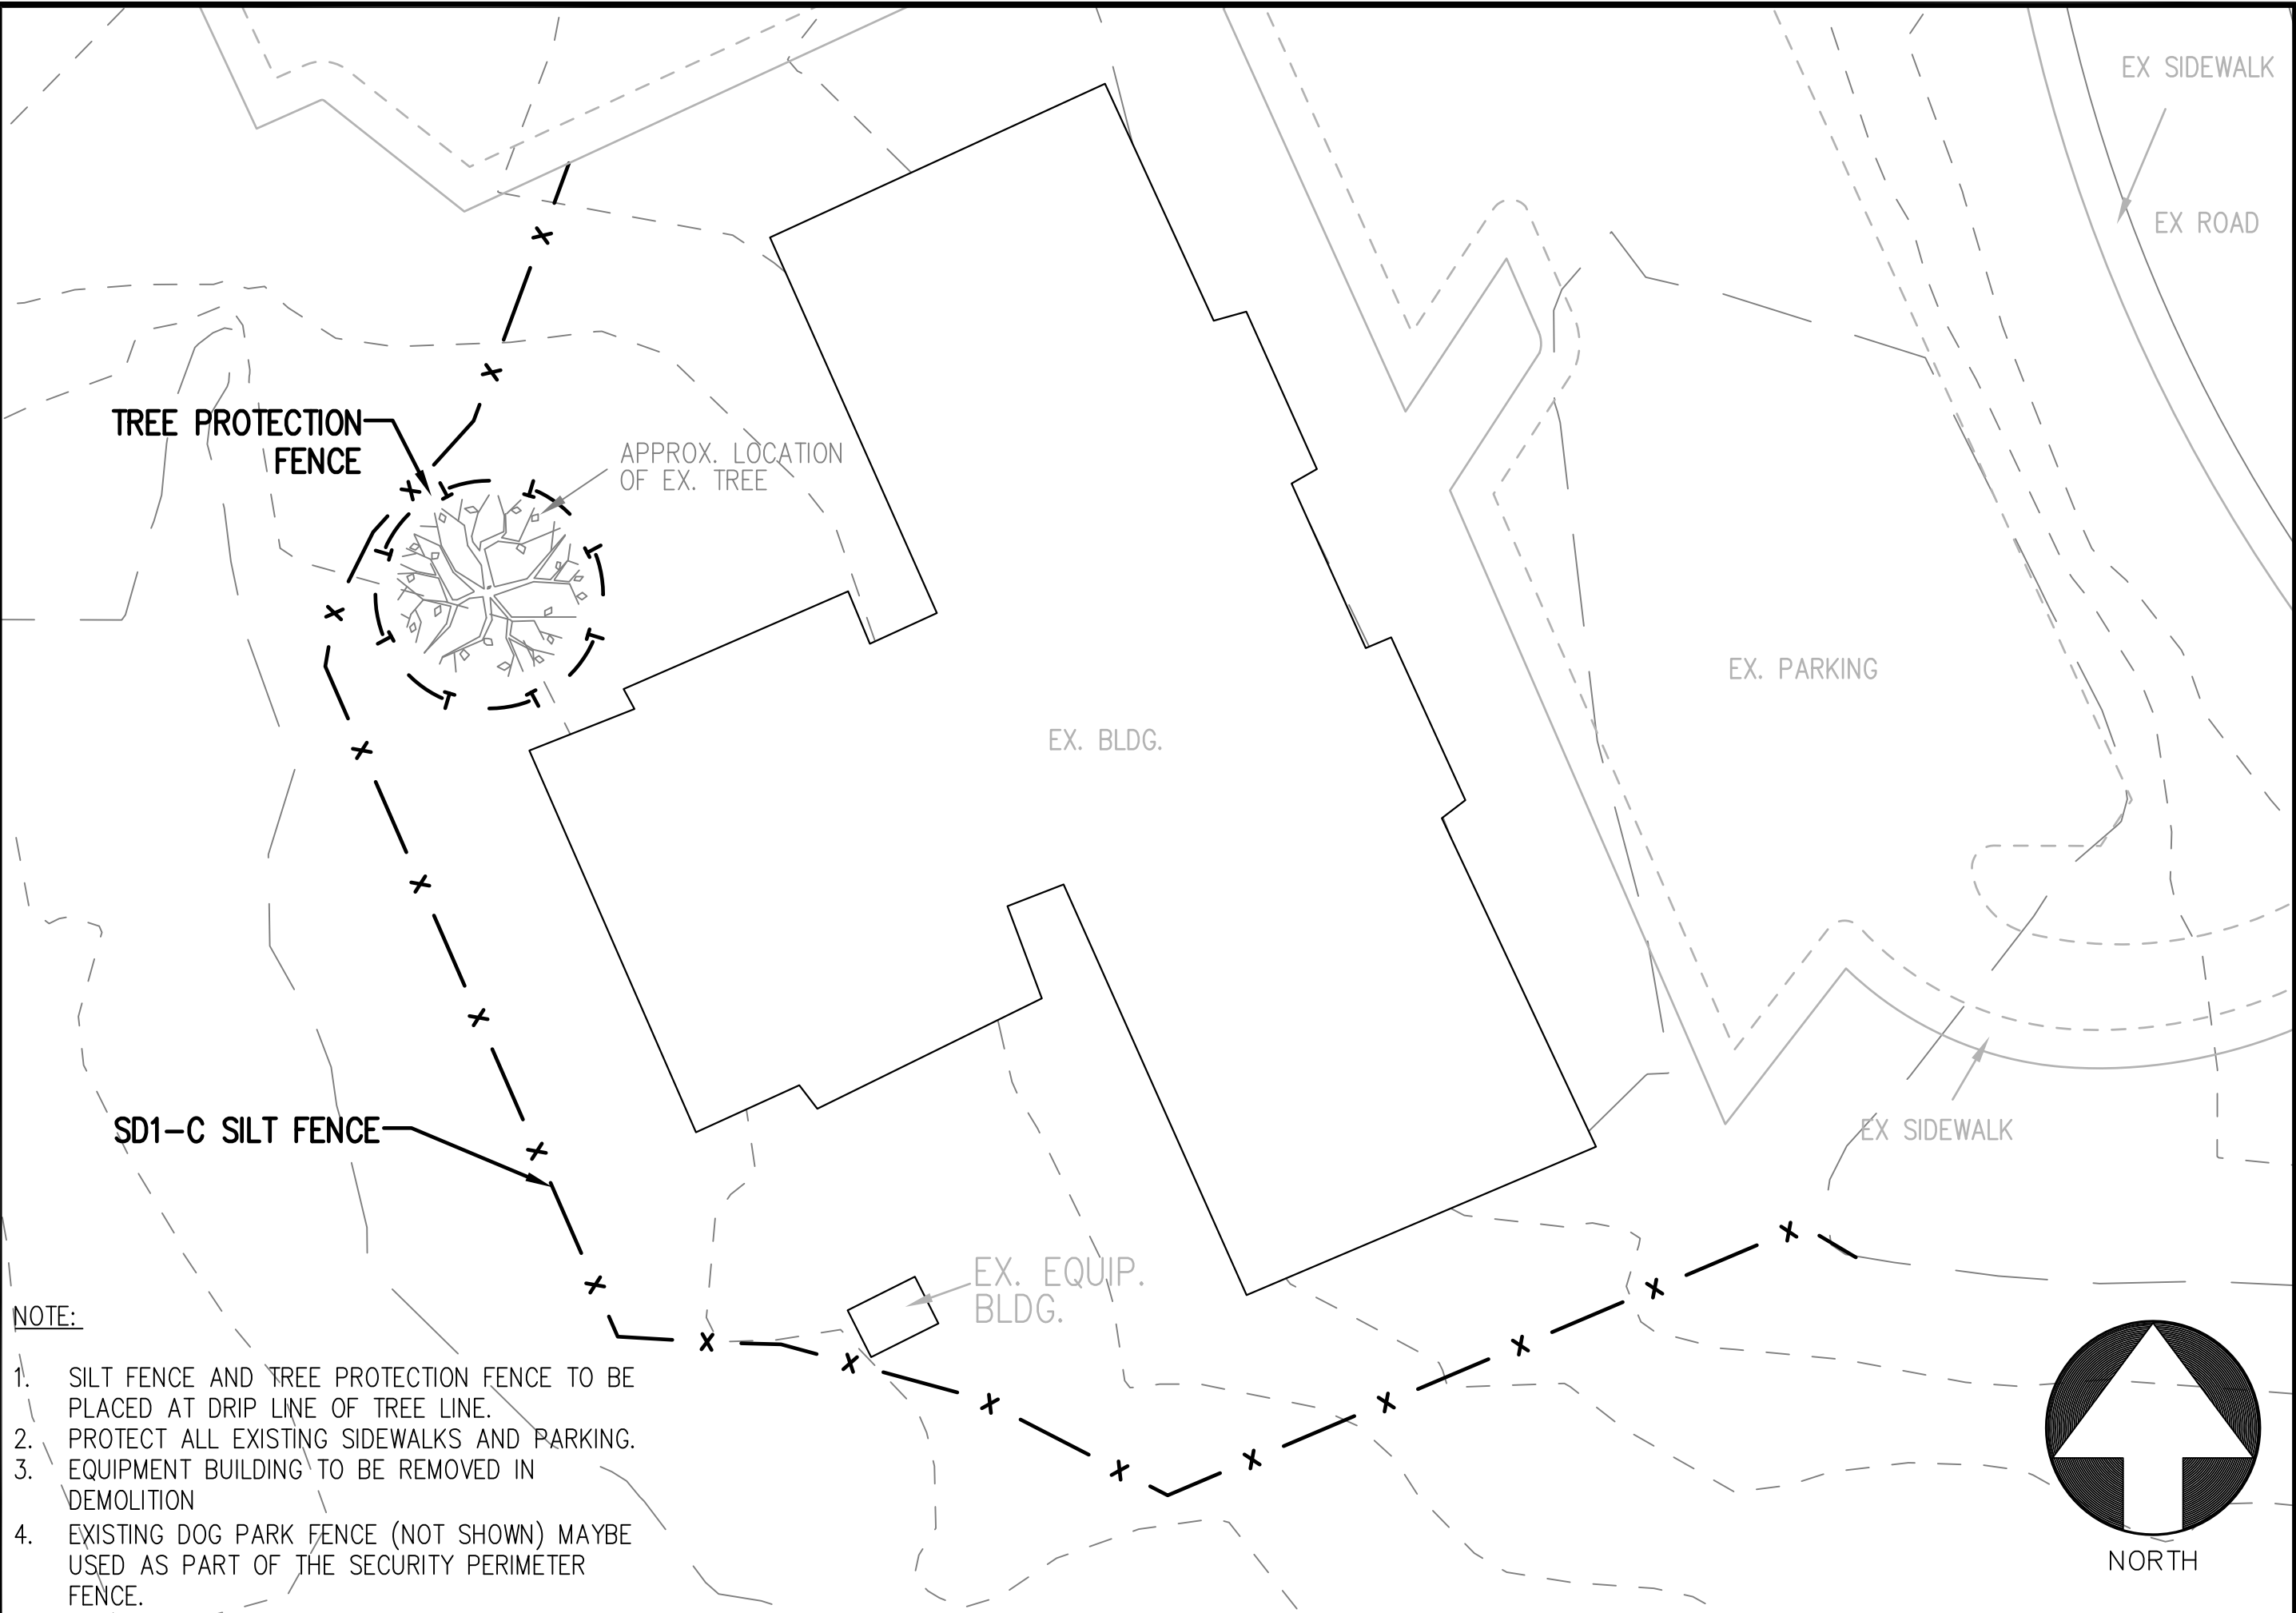 EX SIDEWALK
EX ROAD
TREE PROTECTION
FENCE
APPROX. LOCATION
OF EX. TREE
EX. PARKING
EX. BLDG.
SD1-C SILT FENCE
EX SIDEWALK
EX. EQUIP.
BLDG.
NOTE:
1. SILT FENCE AND TREE PROTECTION FENCE TO BE
PLACED AT DRIP LINE OF TREE LINE.
2. PROTECT ALL EXISTING SIDEWALKS AND PARKING.
3. EQUIPMENT BUILDING TO BE REMOVED IN
DEMOLITION
4. EXISTING DOG PARK FENCE (NOT SHOWN) MAYBE
USED AS PART OF THE SECURITY PERIMETER
FENCE.
NORTH